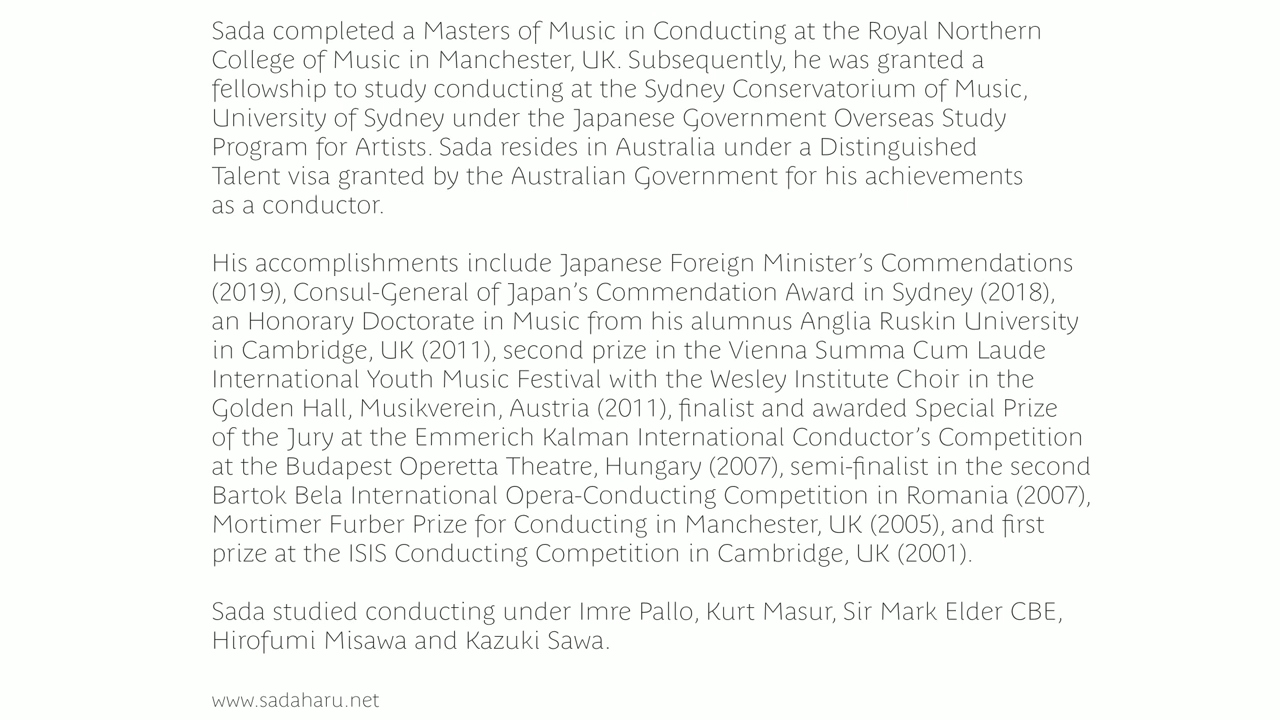 Sada completed a Masters of Music in Conducting at the Royal Northern
College of Music in Manchester, UK. Subsequently, he was granted a
fellowship to study conducting at the Sydney Conservatorium of Music,
University of Sydney under the Japanese Government Overseas Study
Program for Artists. Sada resides in Australia under a Distinguished
Talent visa granted by the Australian Government for his achievements
as a conductor.

His accomplishments include Japanese Foreign Minister’s Commendations
(2019), Consul-General of Japan’s Commendation Award in Sydney (2018),
an Honorary Doctorate in Music from his alumnus Anglia Ruskin University
in Cambridge, UK (2011), second prize in the Vienna Summa Cum Laude
International Youth Music Festival with the Wesley Institute Choir in the
Golden Hall, Musikverein, Austria (2011), finalist and awarded Special Prize
of the Jury at the Emmerich Kalman International Conductor’s Competition
at the Budapest Operetta Theatre, Hungary (2007), semi-finalist in the second
Bartok Bela International Opera-Conducting Competition in Romania (2007),
Mortimer Furber Prize for Conducting in Manchester, UK (2005), and first
prize at the ISIS Conducting Competition in Cambridge, UK (2001).

Sada studied conducting under Imre Pallo, Kurt Masur, Sir Mark Elder CBE,
Hirofumi Misawa and Kazuki Sawa.

www.sadaharu.net